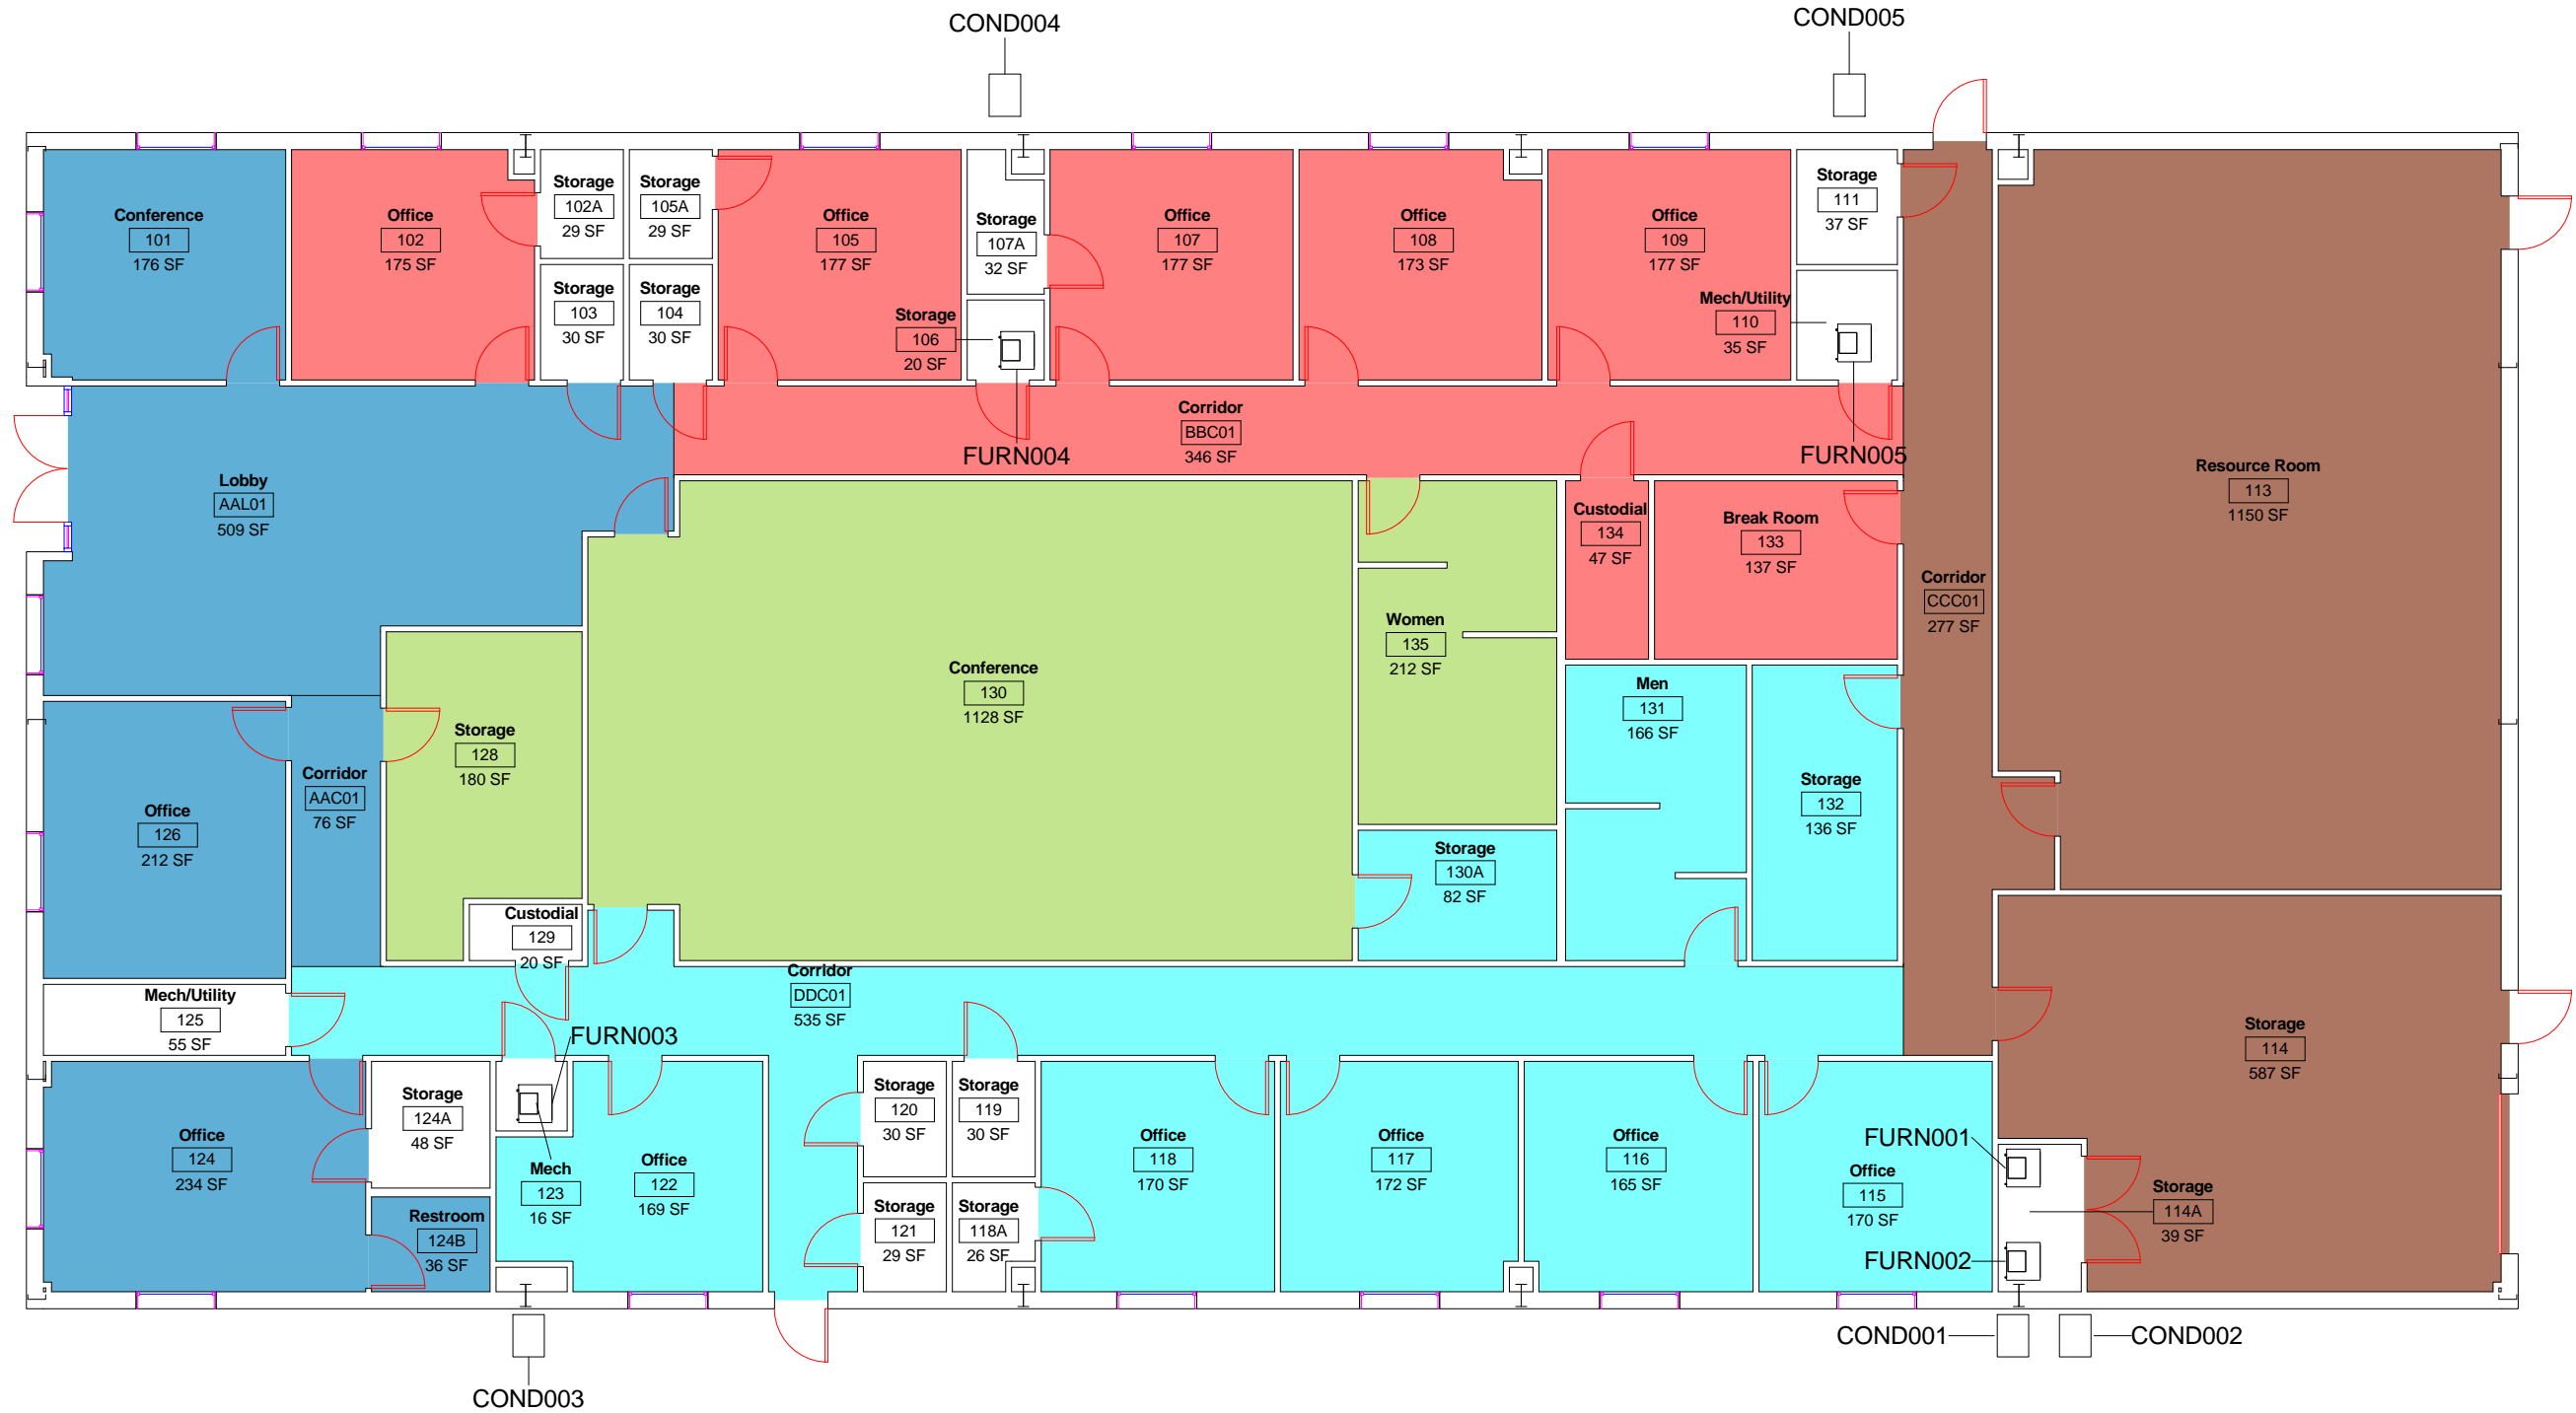 COND004
COND005
Conference
101
176 SF
Office
102
175 SF
Storage
102A
29 SF
Storage
105A
29 SF
Storage
103
30 SF
Storage
104
30 SF
Office
105
177 SF
Storage
107A
32 SF
Storage
106
20 SF
Office
107
177 SF
Office
108
173 SF
Office
109
177 SF
Storage
111
37 SF
Mech/Utility
110
35 SF
Corridor
BBC01
346 SF
FURN004
FURN005
Lobby
AAL01
509 SF
Resource Room
113
1150 SF
Custodial
134
47 SF
Break Room
133
137 SF
Corridor
CCC01
277 SF
Women
135
212 SF
Conference
130
1128 SF
Men
131
166 SF
Storage
128
180 SF
Corridor
AAC01
76 SF
Office
126
212 SF
Storage
132
136 SF
Storage
130A
82 SF
Custodial
129
20 SF
Corridor
DDC01
535 SF
Mech/Utility
125
55 SF
FURN003
Storage
114
587 SF
Office
124
234 SF
Storage
124A
48 SF
Restroom
124B
36 SF
Mech
123
16 SF
Office
122
169 SF
Storage
120
30 SF
Storage
119
30 SF
Storage
121
29 SF
Storage
118A
26 SF
Office
118
170 SF
Office
117
172 SF
Office
116
165 SF
Office
115
170 SF
FURN001
FURN002
Storage
114A
39 SF
COND001
COND002
COND003